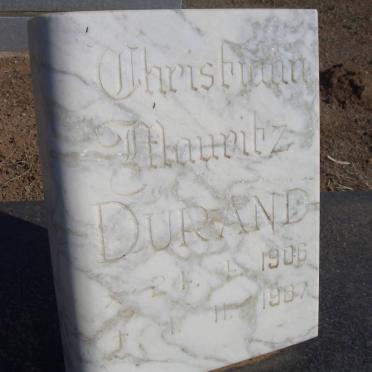 Christiaan
Mauritz
DURAND
* 24. 1. 1906
† 1. 11. 1987